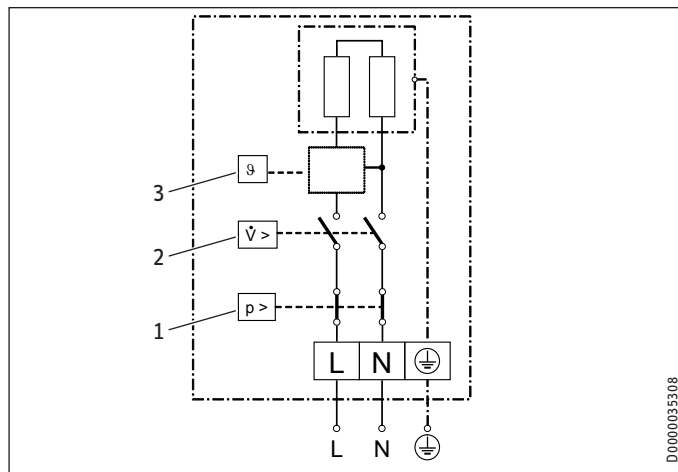 3 ϑ
2 V̇ >
1 p >
L N
L N
D0000035308